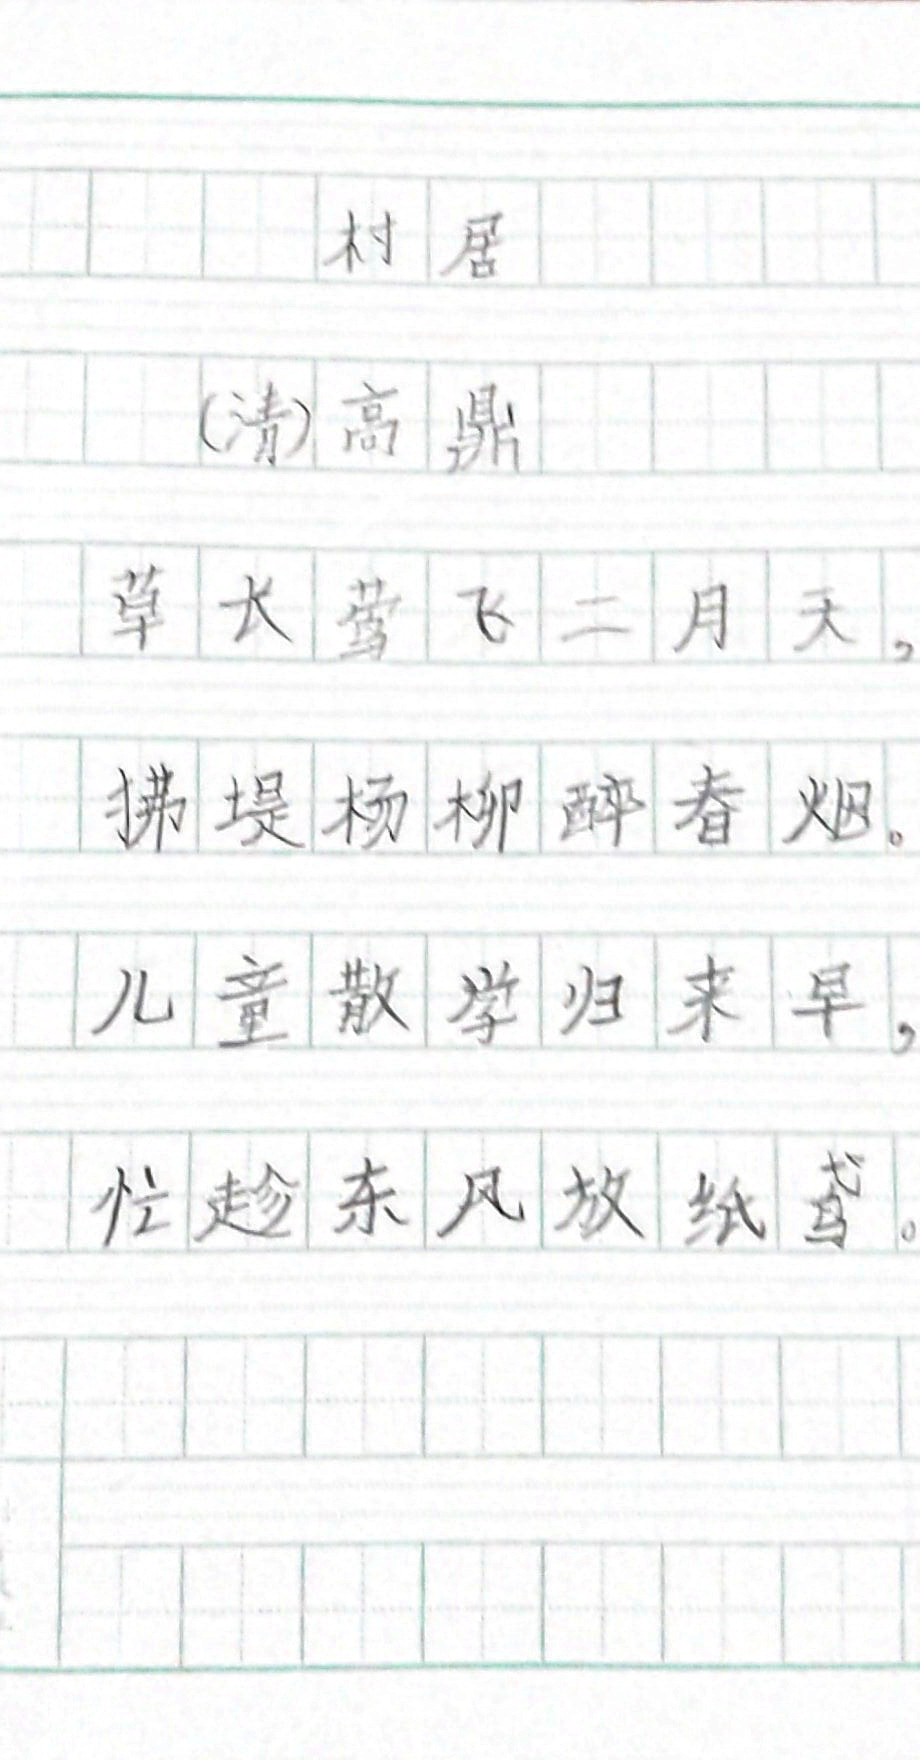 村居
(清)高鼎
草长莺飞二月天，
拂堤杨柳醉春烟。
儿童散学归来早，
忙趁东风放纸鸢。